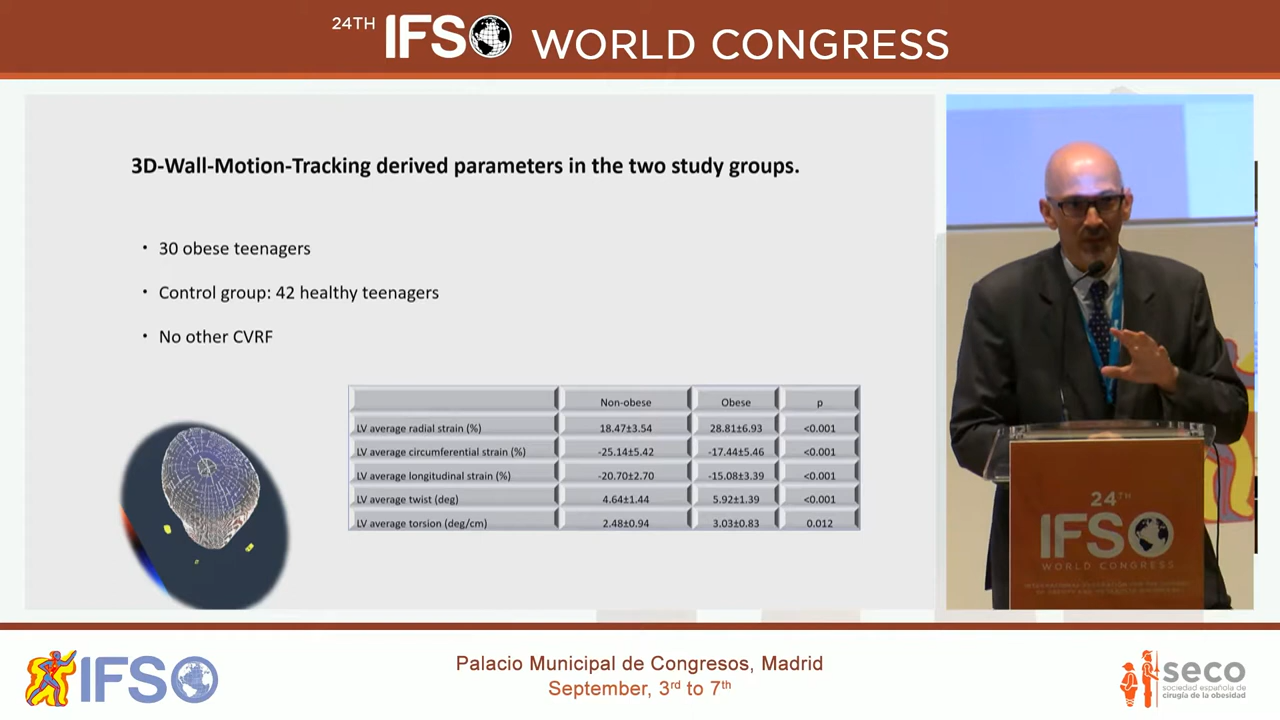 24TH IFSO WORLD CONGRESS
3D-Wall-Motion-Tracking derived parameters in the two study groups.
• 30 obese teenagers
• Control group: 42 healthy teenagers
• No other CVRF
Non-obese Obese p
LV average radial strain (%) 18.47±3.54 28.81±6.93 <0.001
LV average circumferential strain (%) -25.14±5.42 -17.44±5.46 <0.001
LV average longitudinal strain (%) -20.70±2.70 -15.08±3.39 <0.001
LV average twist (deg) 4.64±1.44 5.92±1.39 <0.001
LV average torsion (deg/cm) 2.48±0.94 3.03±0.83 0.012
24TH
IFSO
WORLD CONGRESS
IFSO
Palacio Municipal de Congresos, Madrid
September, 3rd to 7th
seco
sociedad española de
cirugía de la obesidad